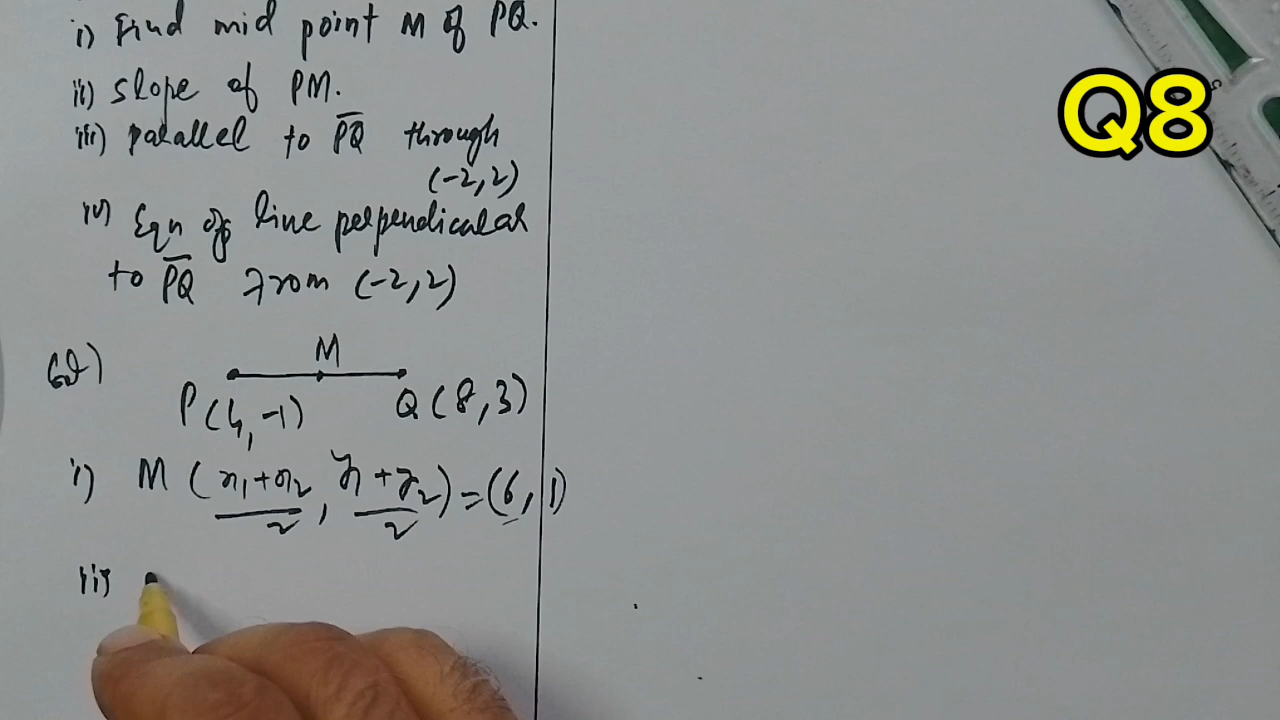 i) Find mid point M of PQ.
ii) slope of PM.
iii) parallel to PQ through
(-2,2)
iv) Eqn of line perpendicular
to PQ from (-2,2)
Sol)
M
P(4,-1) Q(8,3)
i) M (x₁+x₂/2, y₁+y₂/2) = (6,1)
ii)
Q8